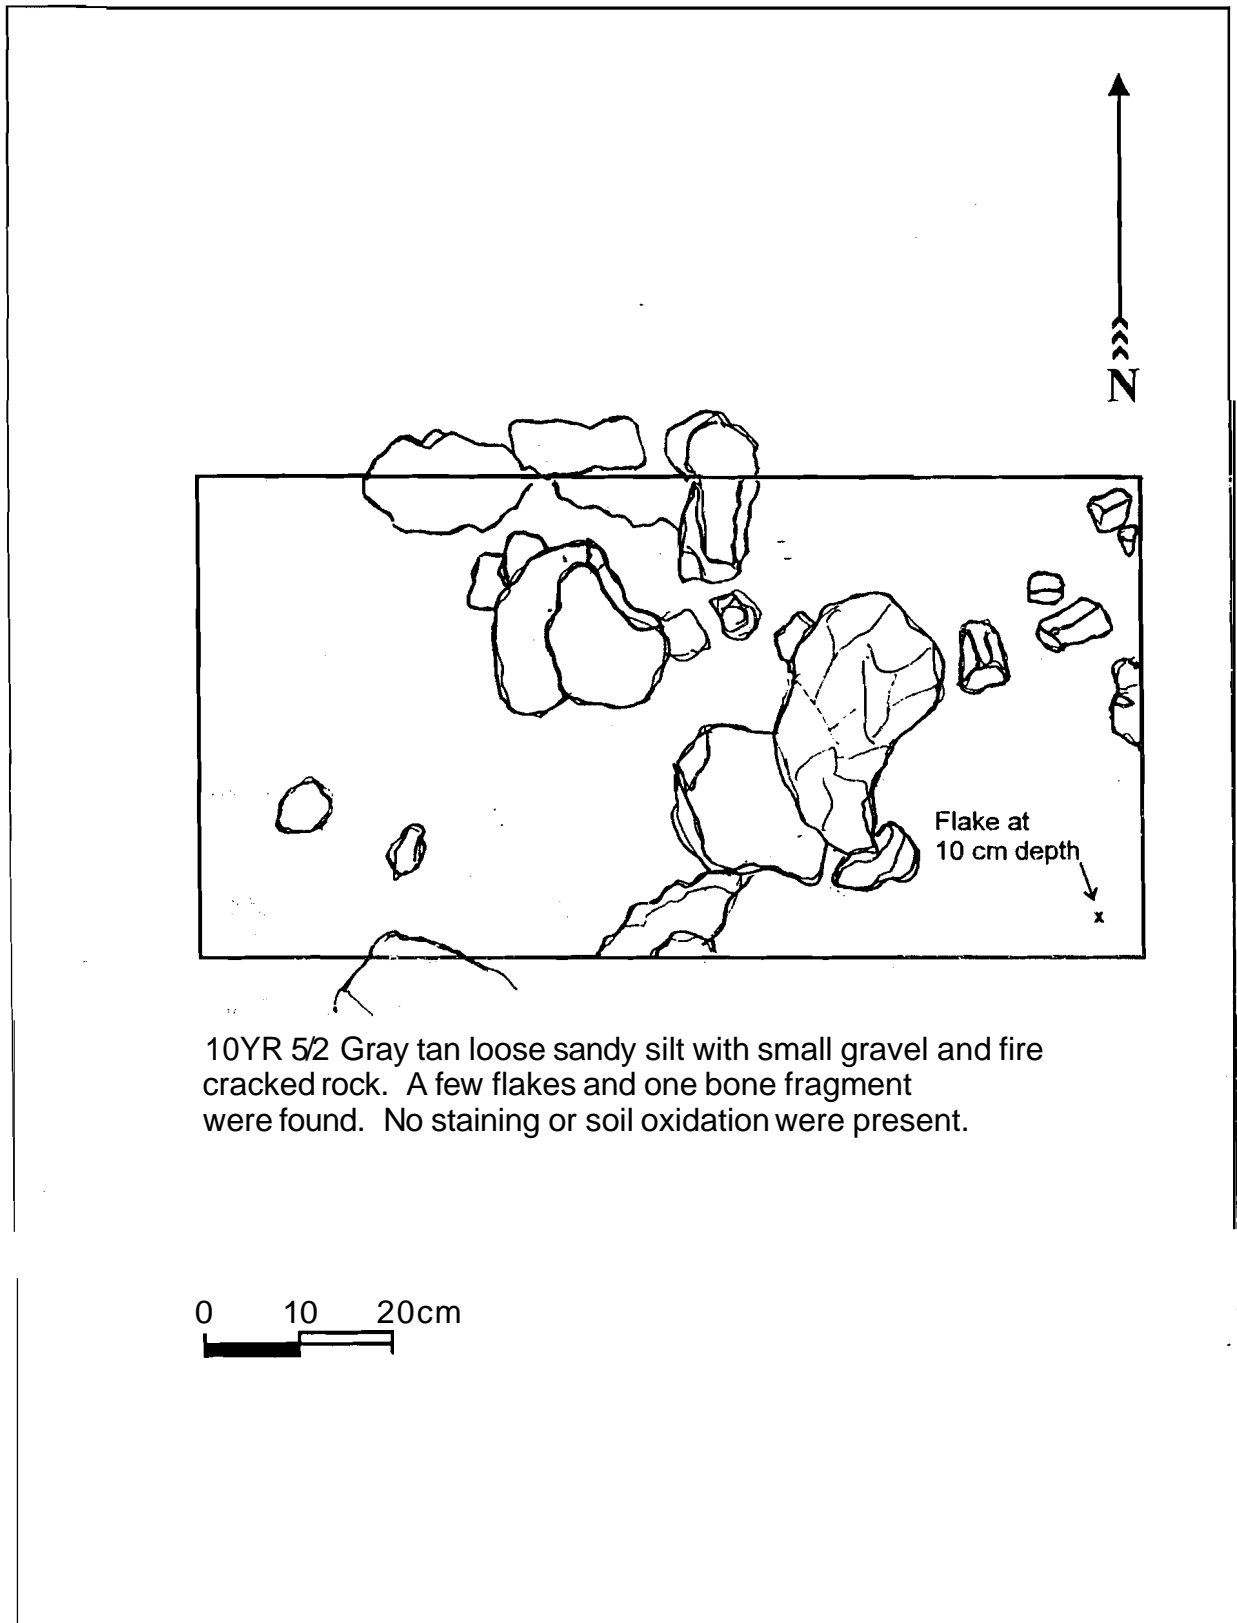 N
Flake at
10 cm depth
x
10YR 5/2 Gray tan loose sandy silt with small gravel and fire
cracked rock. A few flakes and one bone fragment
were found. No staining or soil oxidation were present.
0 10 20cm